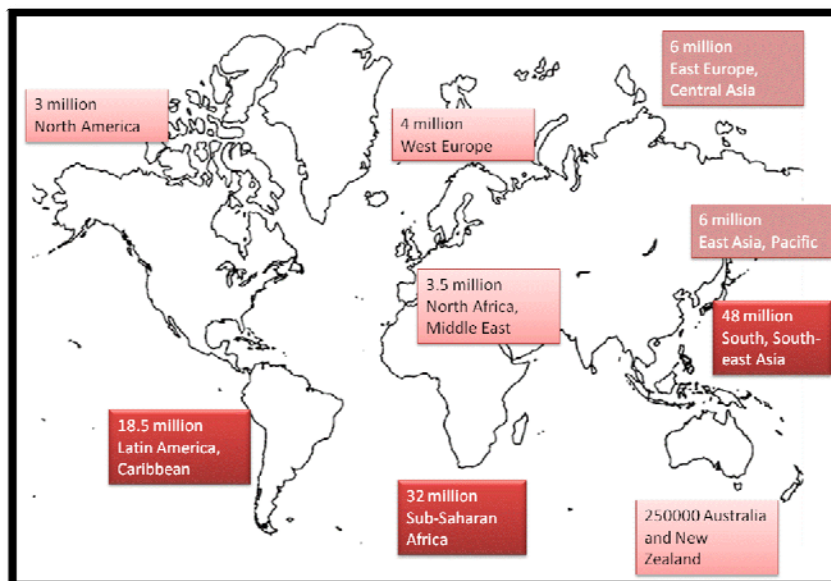 6 million
East Europe,
Central Asia
3 million
North America
4 million
West Europe
6 million
East Asia, Pacific
3.5 million
North Africa,
Middle East
48 million
South, South-
east Asia
18.5 million
Latin America,
Caribbean
32 million
Sub-Saharan
Africa
250000 Australia
and New
Zealand